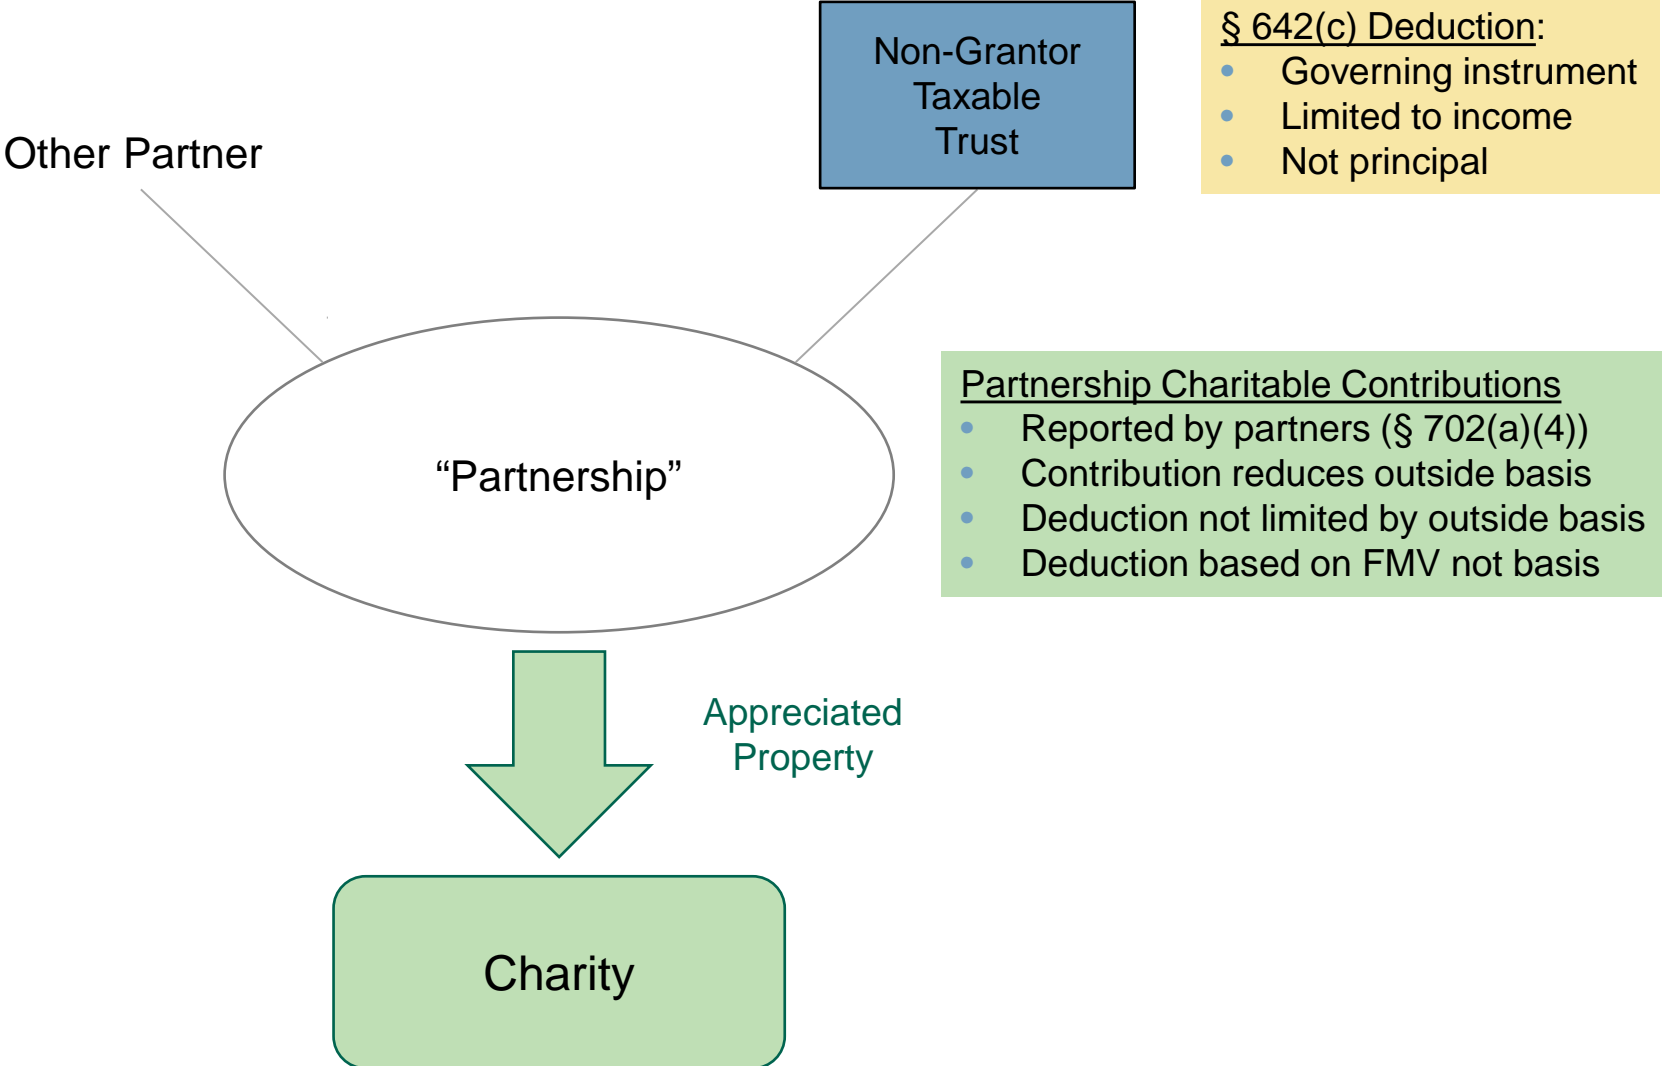 Non-Grantor
Taxable
Trust
§ 642(c) Deduction:
• Governing instrument
• Limited to income
• Not principal
Other Partner
“Partnership”
Partnership Charitable Contributions
• Reported by partners (§ 702(a)(4))
• Contribution reduces outside basis
• Deduction not limited by outside basis
• Deduction based on FMV not basis
Appreciated
Property
Charity